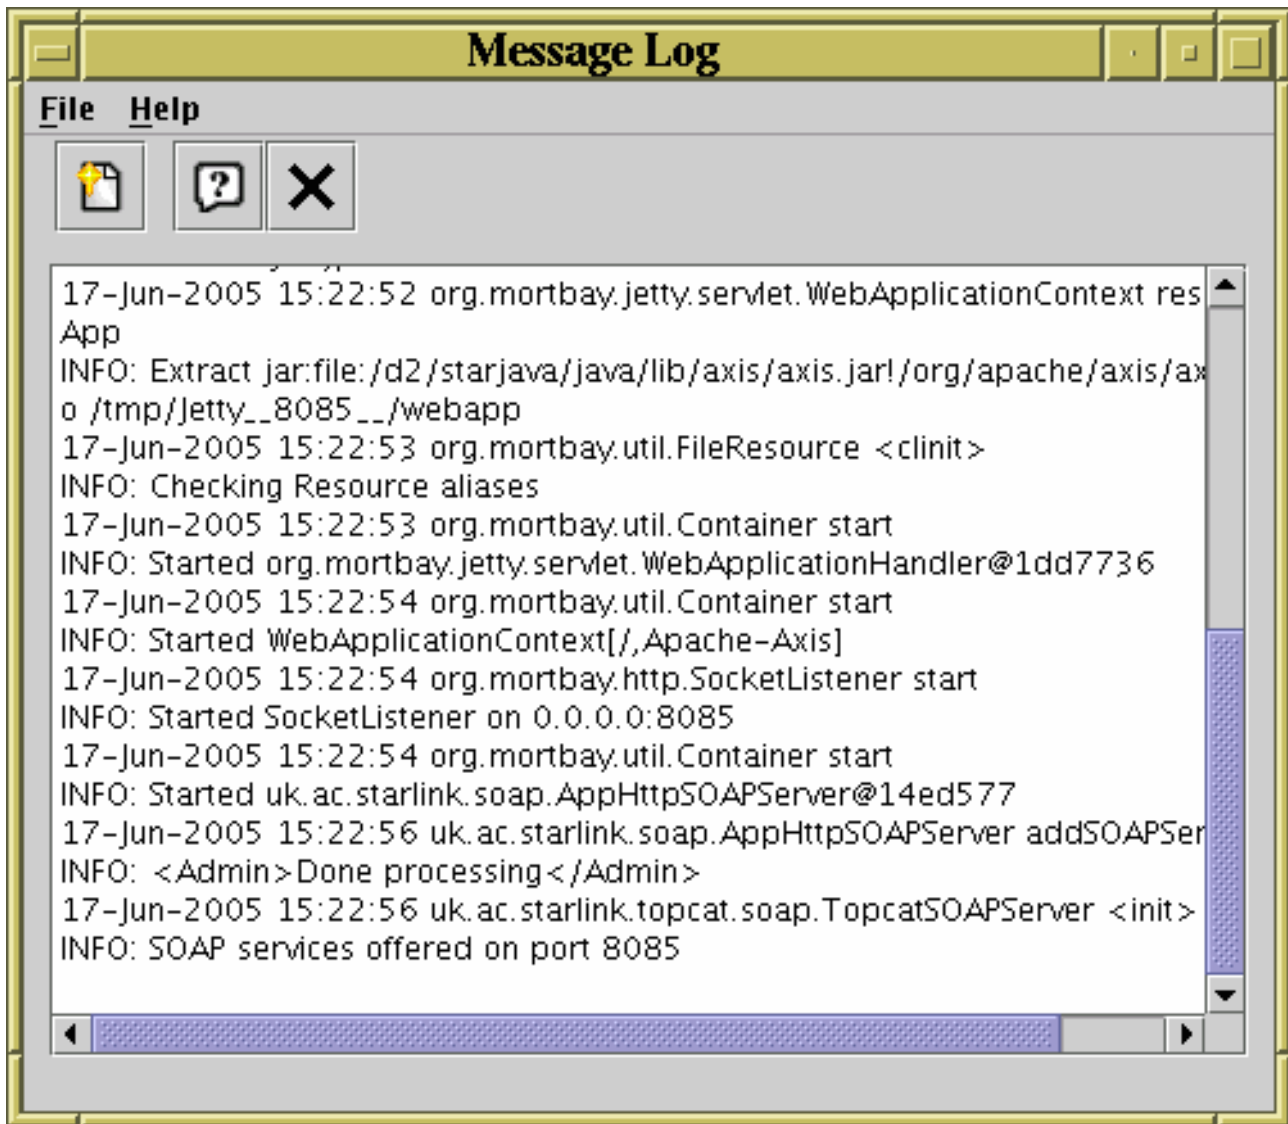 Message Log
File Help
17-Jun-2005 15:22:52 org.mortbay.jetty.servlet.WebApplicationContext res
App
INFO: Extract jar:file:/d2/starjava/java/lib/axis/axis.jar!/org/apache/axis/ax
o /tmp/Jetty__8085__/webapp
17-Jun-2005 15:22:53 org.mortbay.util.FileResource <clinit>
INFO: Checking Resource aliases
17-Jun-2005 15:22:53 org.mortbay.util.Container start
INFO: Started org.mortbay.jetty.servlet.WebApplicationHandler@1dd7736
17-Jun-2005 15:22:54 org.mortbay.util.Container start
INFO: Started WebApplicationContext[/,Apache-Axis]
17-Jun-2005 15:22:54 org.mortbay.http.SocketListener start
INFO: Started SocketListener on 0.0.0.0:8085
17-Jun-2005 15:22:54 org.mortbay.util.Container start
INFO: Started uk.ac.starlink.soap.AppHttpSOAPServer@14ed577
17-Jun-2005 15:22:56 uk.ac.starlink.soap.AppHttpSOAPServer addSOAPSer
INFO: <Admin>Done processing</Admin>
17-Jun-2005 15:22:56 uk.ac.starlink.topcat.soap.TopcatSOAPServer <init>
INFO: SOAP services offered on port 8085